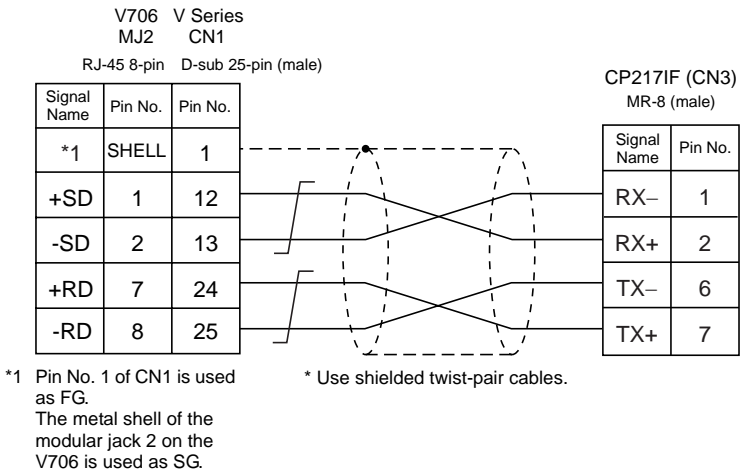 V706 V Series
MJ2 CN1
RJ-45 8-pin D-sub 25-pin (male)
CP217IF (CN3)
MR-8 (male)
Signal Name Pin No. Pin No.
*1 SHELL 1
+SD 1 12
-SD 2 13
+RD 7 24
-RD 8 25
Signal Name Pin No.
RX– 1
RX+ 2
TX– 6
TX+ 7
*1 Pin No. 1 of CN1 is used
as FG.
The metal shell of the
modular jack 2 on the
V706 is used as SG.
* Use shielded twist-pair cables.